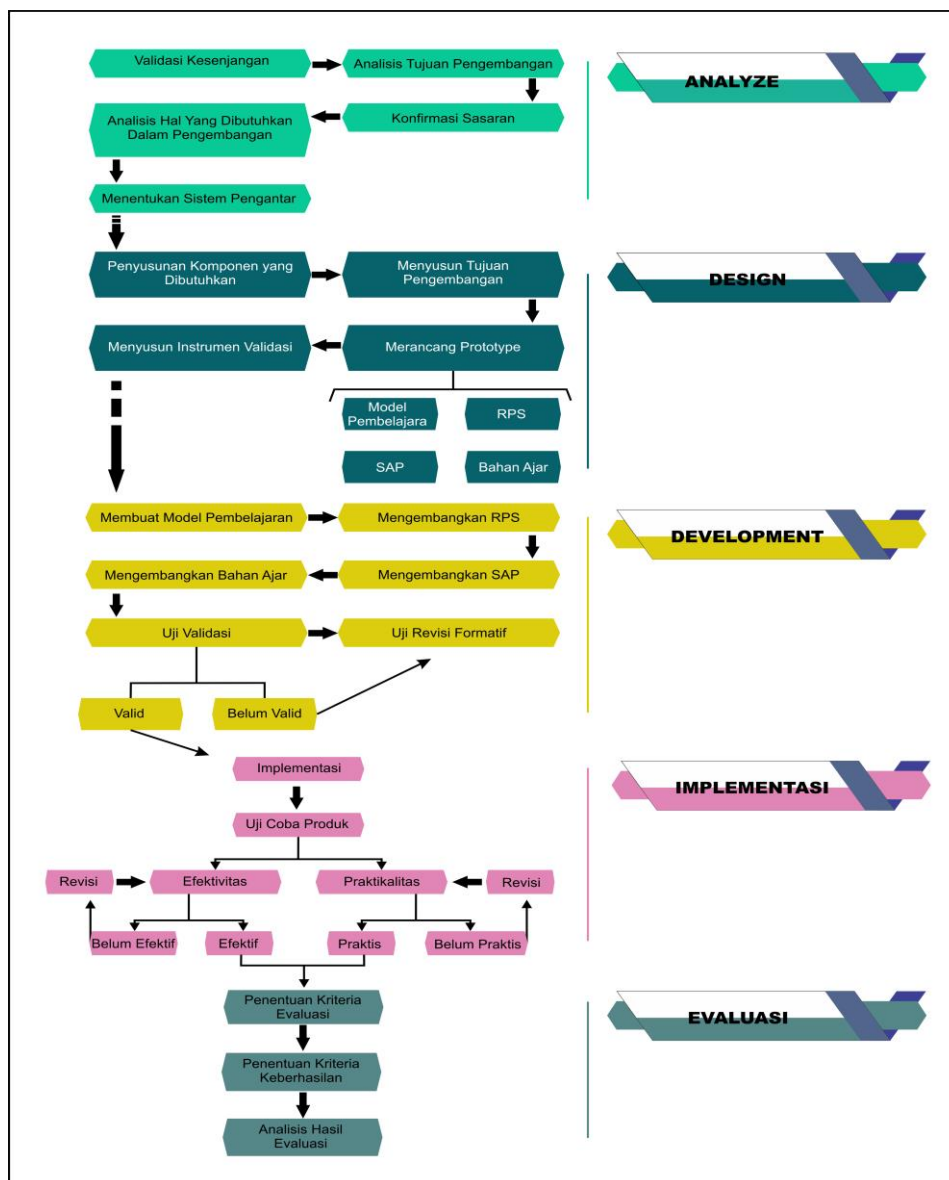 Validasi Kesenjangan
Analisis Tujuan Pengembangan
ANALYZE
Analisis Hal Yang Dibutuhkan
Dalam Pengembangan
Konfirmasi Sasaran
Menentukan Sistem Pengantar
Penyusunan Komponen yang
Dibutuhkan
Menyusun Tujuan
Pengembangan
DESIGN
Menyusun Instrumen Validasi
Merancang Prototype
Model
Pembelajara
RPS
SAP
Bahan Ajar
Membuat Model Pembelajaran
Mengembangkan RPS
DEVELOPMENT
Mengembangkan Bahan Ajar
Mengembangkan SAP
Uji Validasi
Uji Revisi Formatif
Valid
Belum Valid
Implementasi
IMPLEMENTASI
Uji Coba Produk
Revisi
Efektivitas
Praktikalitas
Revisi
Belum Efektif
Efektif
Praktis
Belum Praktis
Penentuan Kriteria
Evaluasi
EVALUASI
Penentuan Kriteria
Keberhasilan
Analisis Hasil
Evaluasi